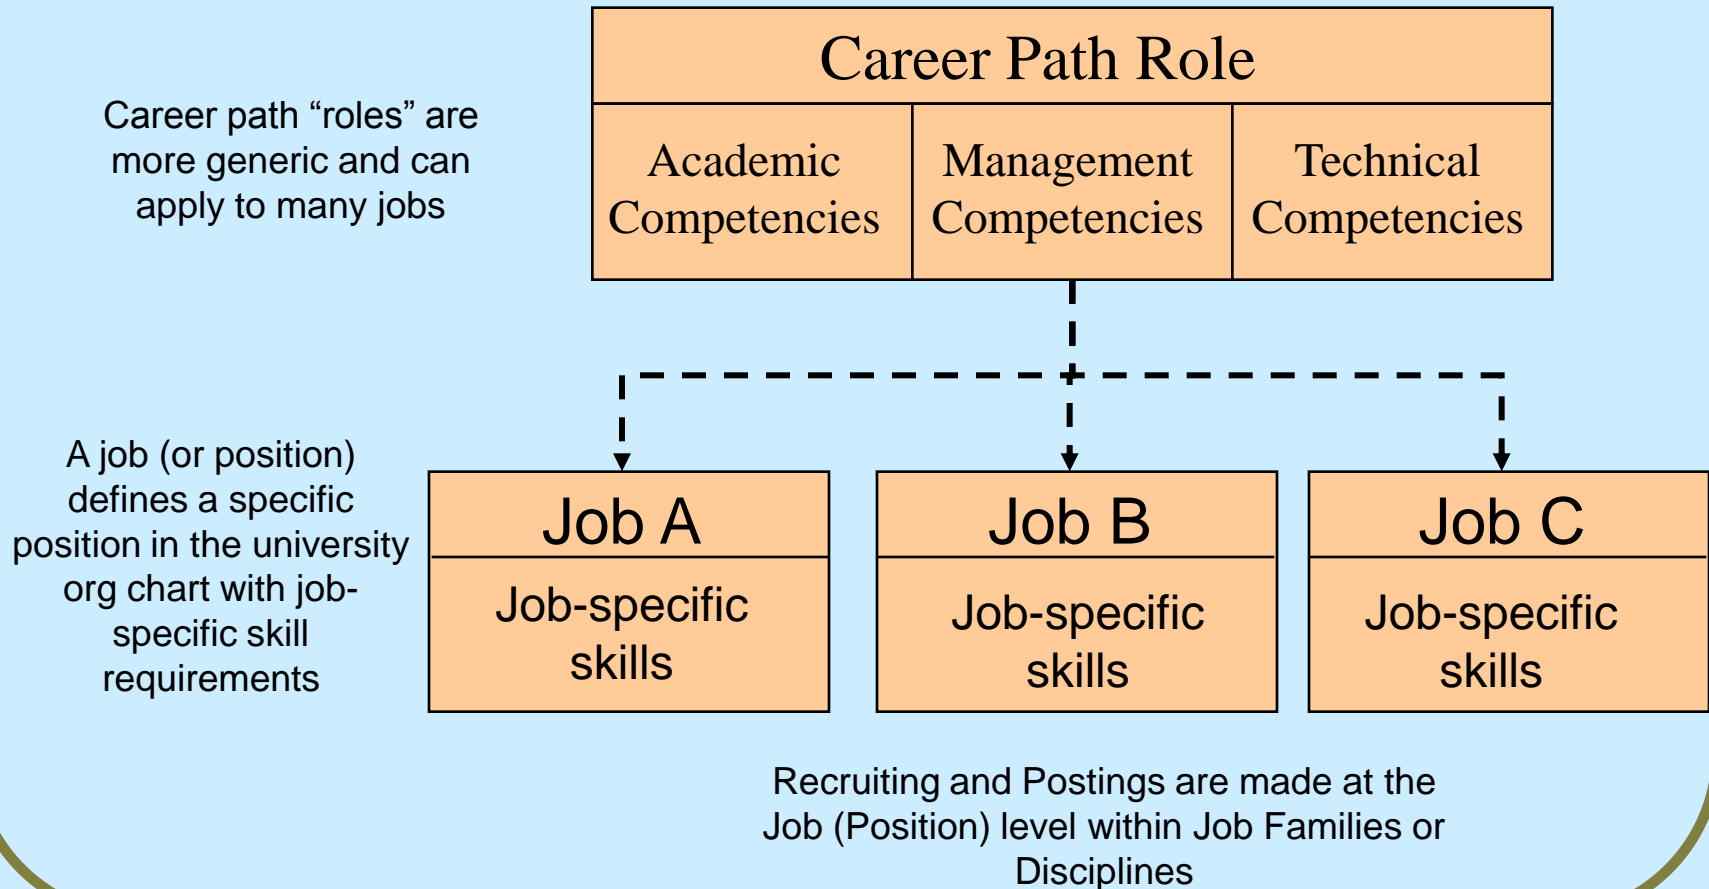 Career Path Role
Career path “roles” are
more generic and can
apply to many jobs
Academic
Competencies
Management
Competencies
Technical
Competencies
A job (or position)
defines a specific
position in the university
org chart with job-
specific skill
requirements
Job A
Job-specific
skills
Job B
Job-specific
skills
Job C
Job-specific
skills
Recruiting and Postings are made at the
Job (Position) level within Job Families or
Disciplines